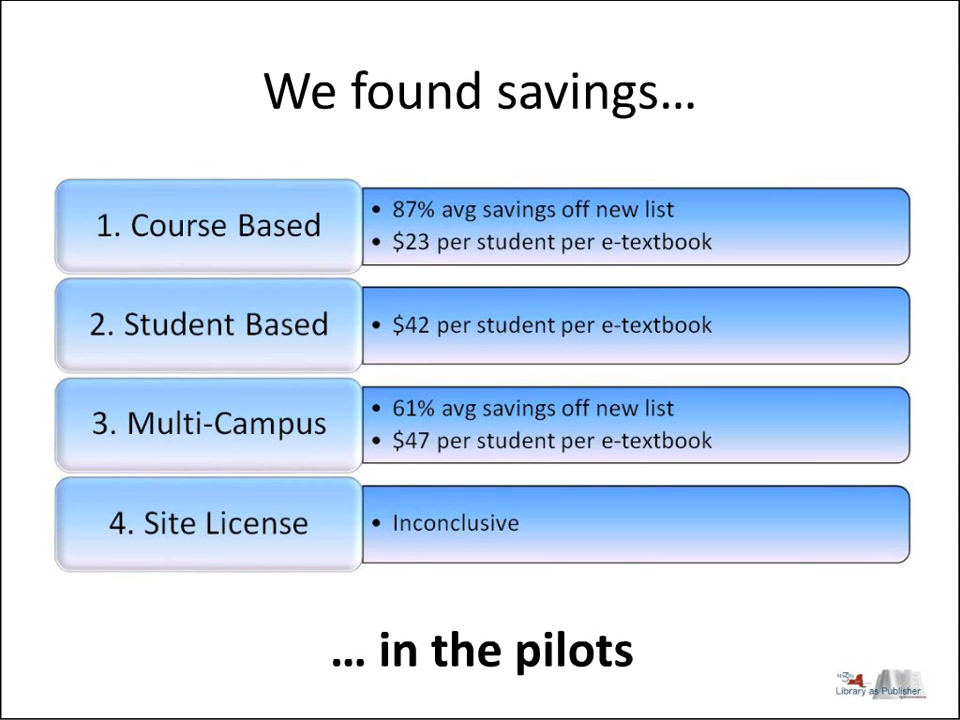 We found savings…
1. Course Based
• 87% avg savings off new list
• $23 per student per e-textbook
2. Student Based
• $42 per student per e-textbook
3. Multi-Campus
• 61% avg savings off new list
• $47 per student per e-textbook
4. Site License
• Inconclusive
… in the pilots
Library as Publisher